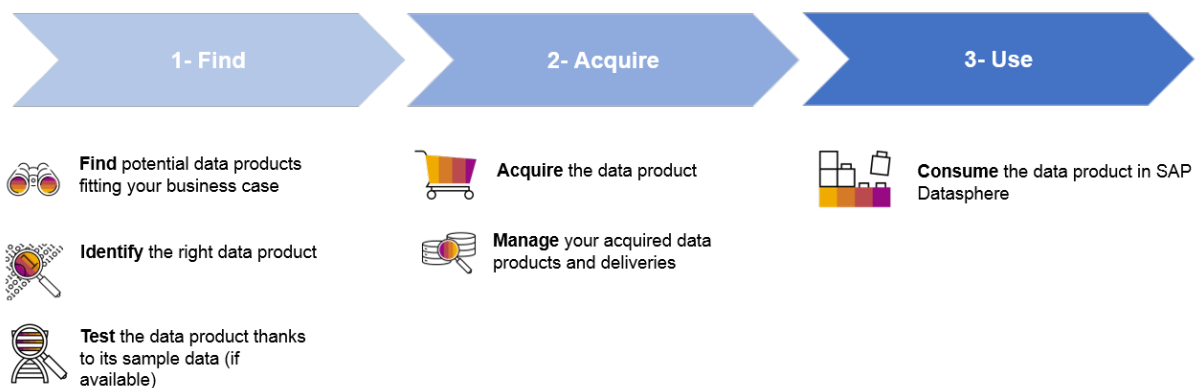 1- Find
2- Acquire
3- Use
Find potential data products
fitting your business case
Identify the right data product
Test the data product thanks
to its sample data (if
available)
Acquire the data product
Manage your acquired data
products and deliveries
Consume the data product in SAP
Datasphere